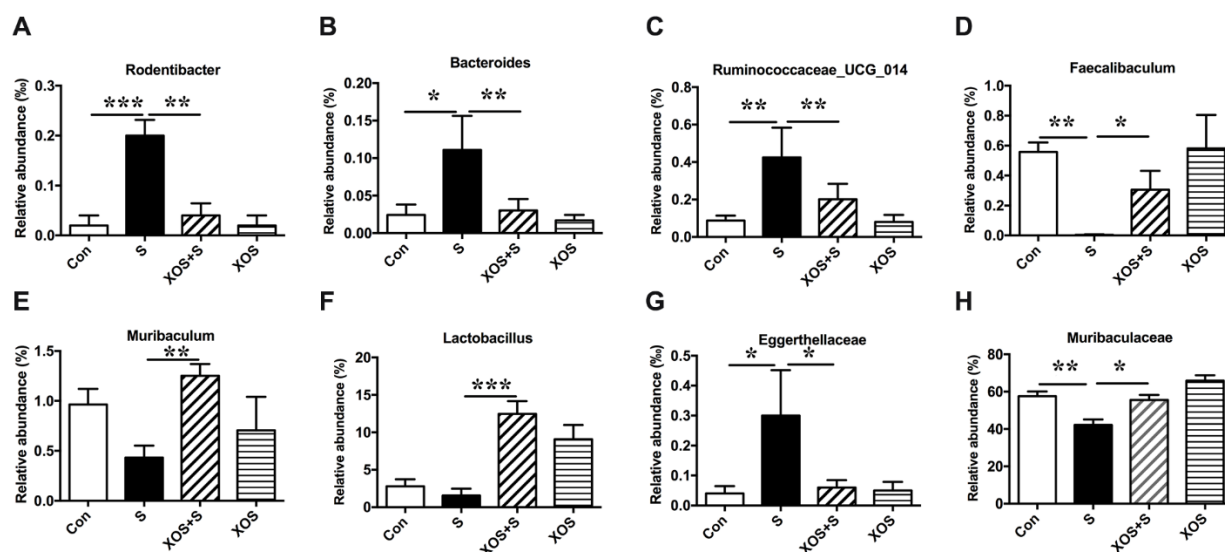 A
Rodentibacter
Relative abundance (‰)
0.3
0.2
0.1
0.0
***
**
Con
S
XOS+S
XOS
B
Bacteroides
Relative abundance (%)
0.20
0.15
0.10
0.05
0.00
*
**
Con
S
XOS+S
XOS
C
Ruminococcaceae_UCG_014
Relative abundance (%)
0.8
0.6
0.4
0.2
0.0
**
**
Con
S
XOS+S
XOS
D
Faecalibaculum
Relative abundance (%)
1.0
0.8
0.6
0.4
0.2
0.0
**
*
Con
S
XOS+S
XOS
E
Muribaculum
Relative abundance (%)
1.5
1.0
0.5
0.0
**
Con
S
XOS+S
XOS
F
Lactobacillus
Relative abundance (%)
20
15
10
5
0
***
Con
S
XOS+S
XOS
G
Eggerthellaceae
Relative abundance (‰)
0.5
0.4
0.3
0.2
0.1
0.0
*
*
Con
S
XOS+S
XOS
H
Muribaculaceae
Relative abundance (%)
80
60
40
20
0
**
*
Con
S
XOS+S
XOS